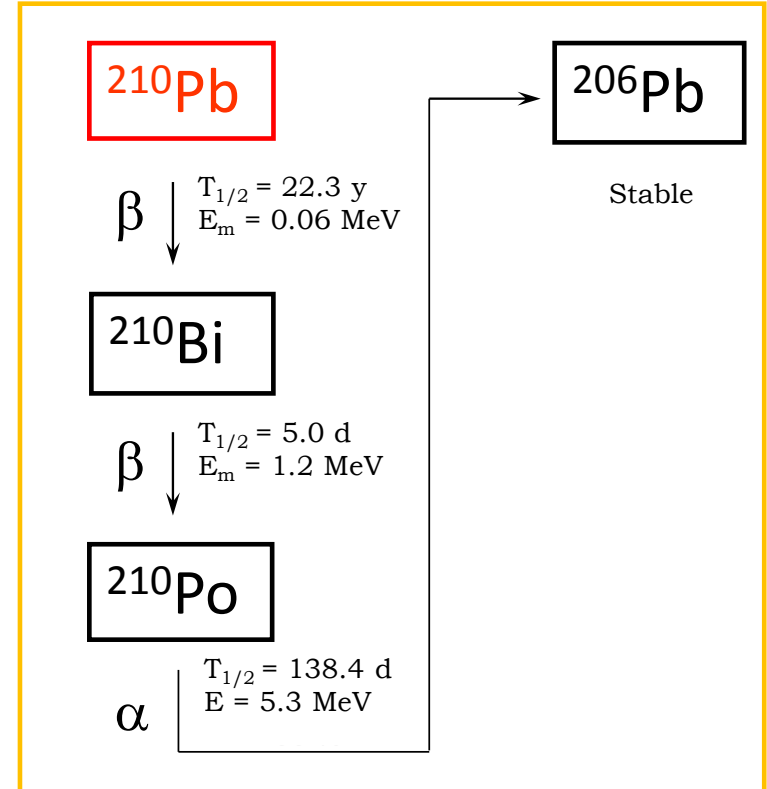 ²¹⁰Pb
²⁰⁶Pb
β
T₁/₂ = 22.3 y
Eₘ = 0.06 MeV
Stable
²¹⁰Bi
β
T₁/₂ = 5.0 d
Eₘ = 1.2 MeV
²¹⁰Po
α
T₁/₂ = 138.4 d
E = 5.3 MeV